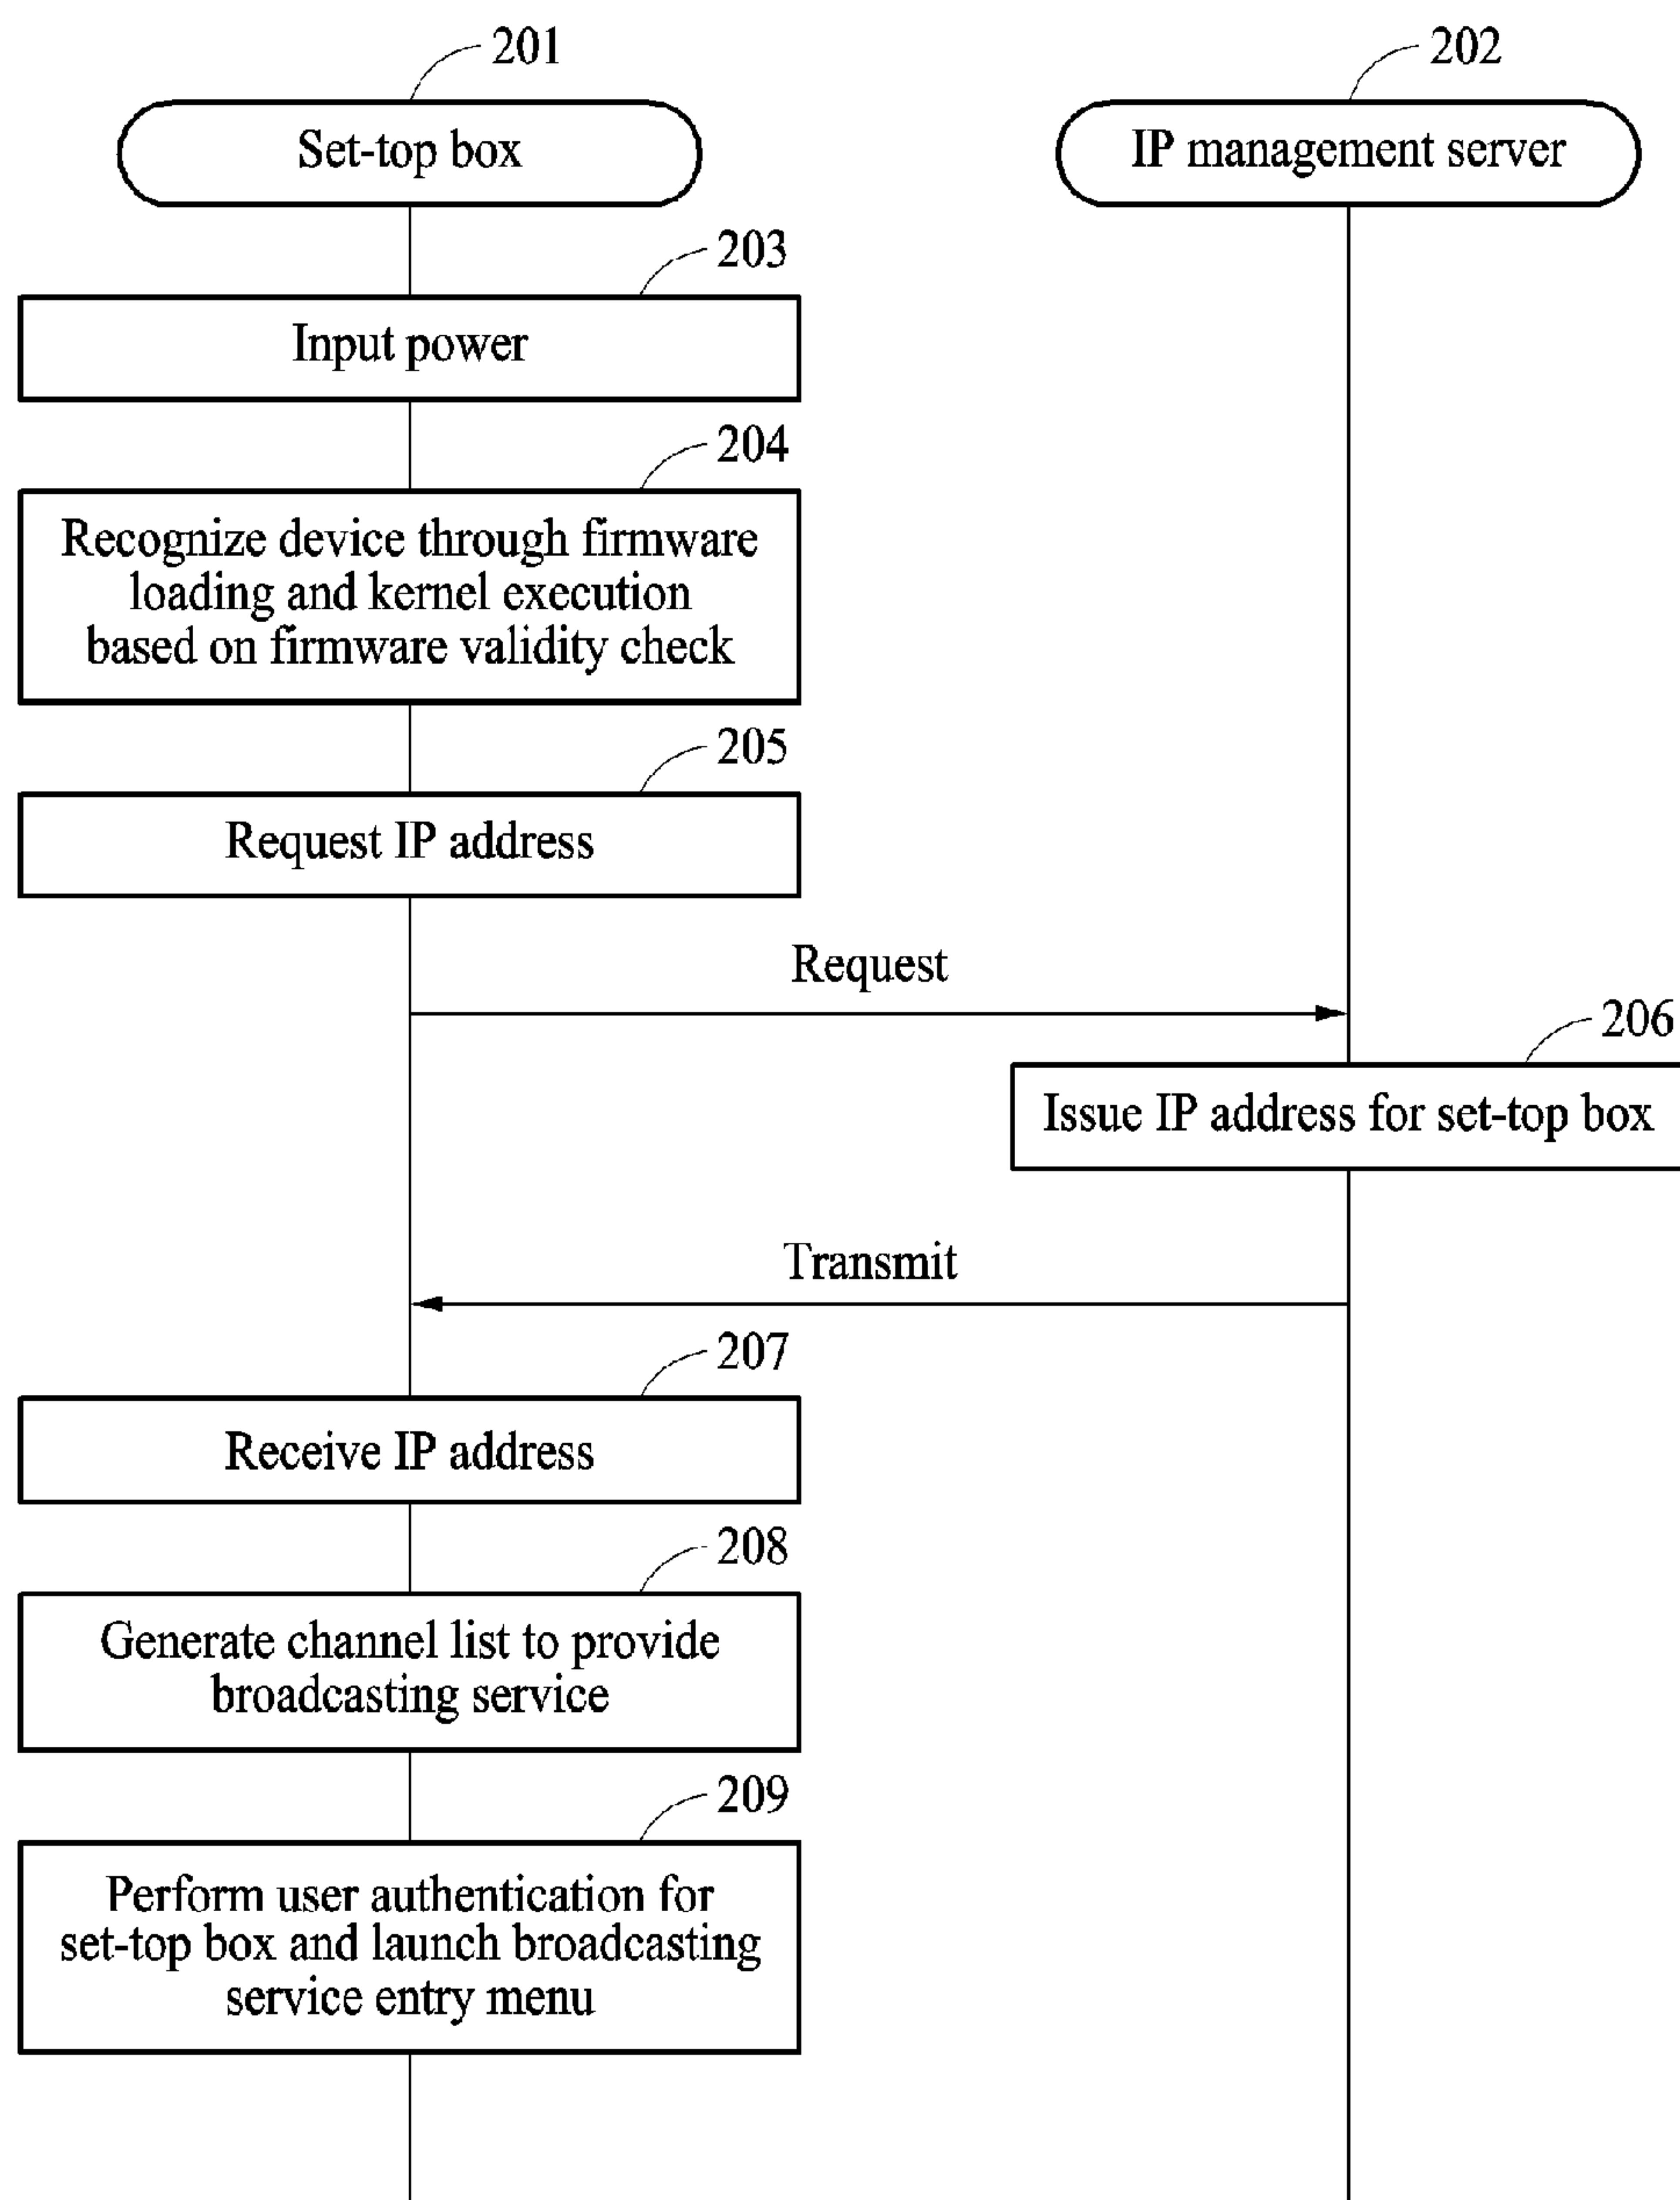 201
202
Set-top box
IP management server
203
Input power
204
Recognize device through firmware
loading and kernel execution
based on firmware validity check
205
Request IP address
Request
206
Issue IP address for set-top box
Transmit
207
Receive IP address
208
Generate channel list to provide
broadcasting service
209
Perform user authentication for
set-top box and launch broadcasting
service entry menu